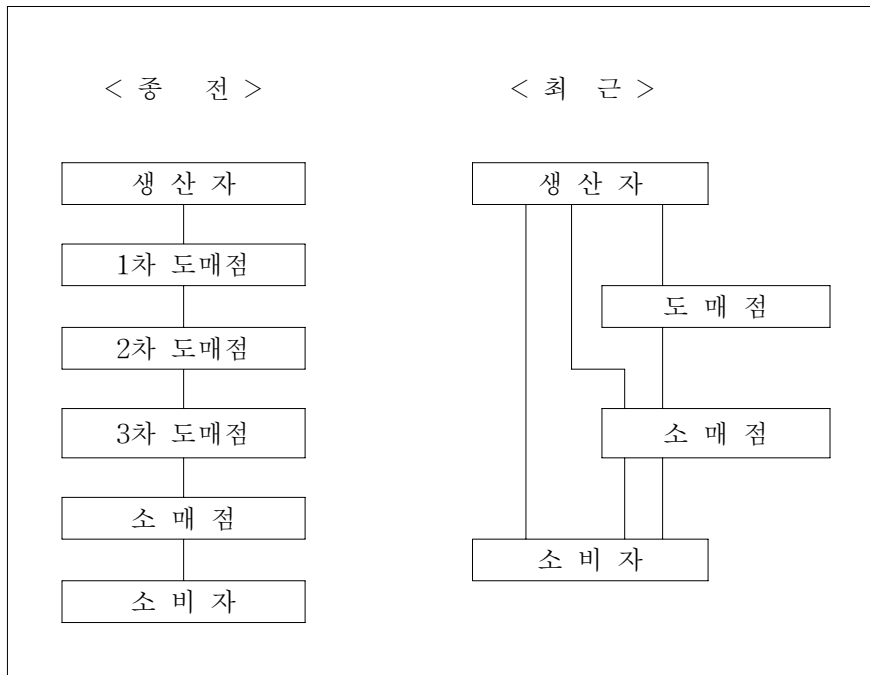 < 종 전 >
생 산 자
1차 도매점
2차 도매점
3차 도매점
소 매 점
소 비 자
< 최 근 >
생 산 자
도 매 점
소 매 점
소 비 자